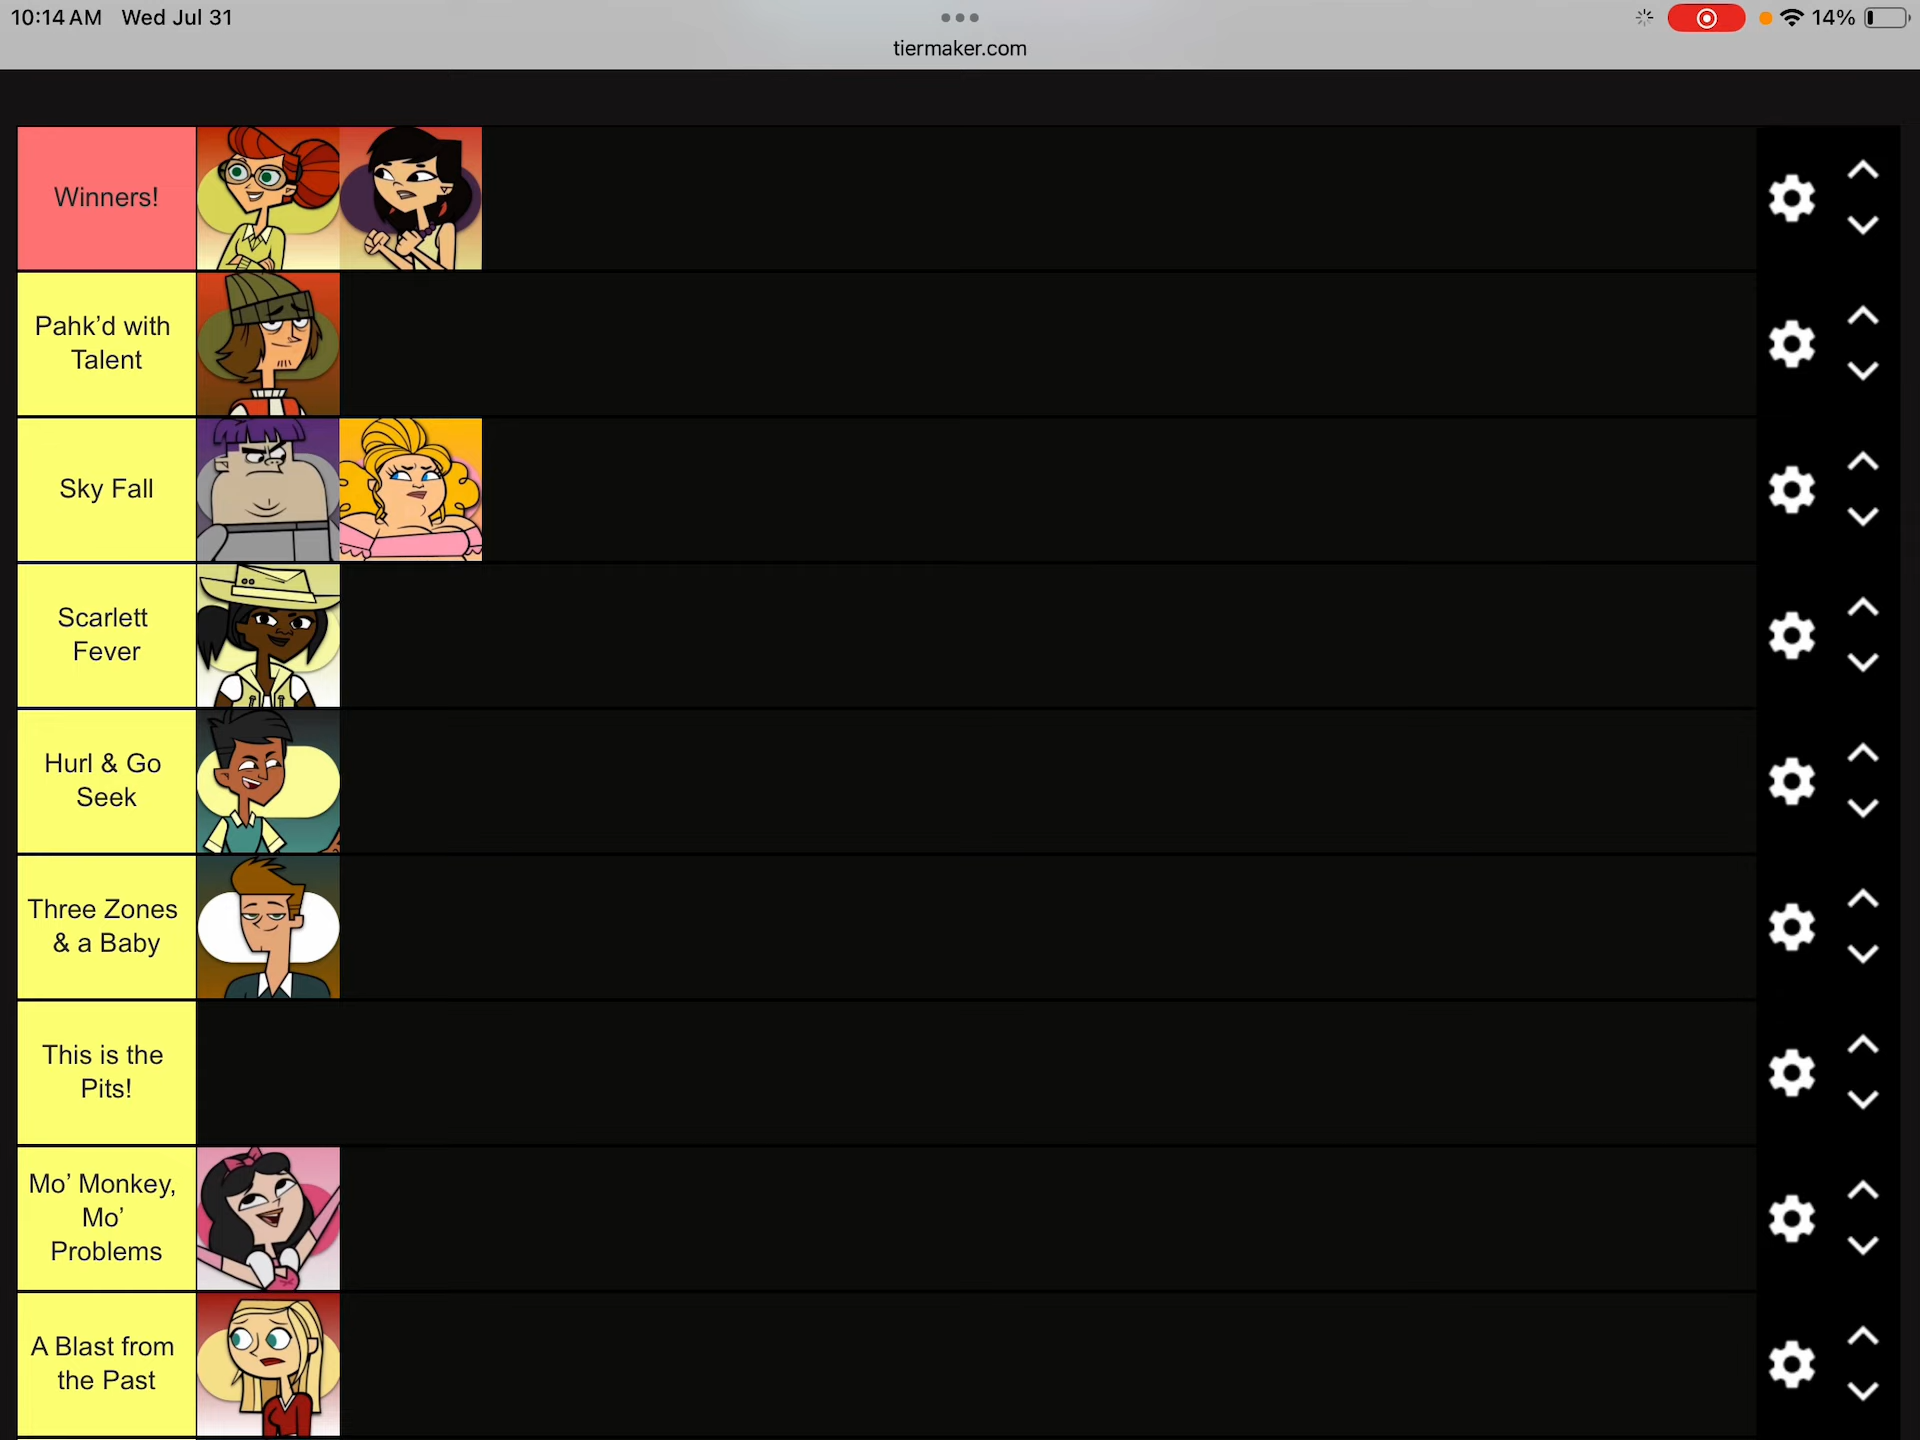 10:14 AM Wed Jul 31
14%
tiermaker.com
Winners!
Pahk’d with
Talent
Sky Fall
Scarlett
Fever
Hurl & Go
Seek
Three Zones
& a Baby
This is the
Pits!
Mo’ Monkey,
Mo’
Problems
A Blast from
the Past